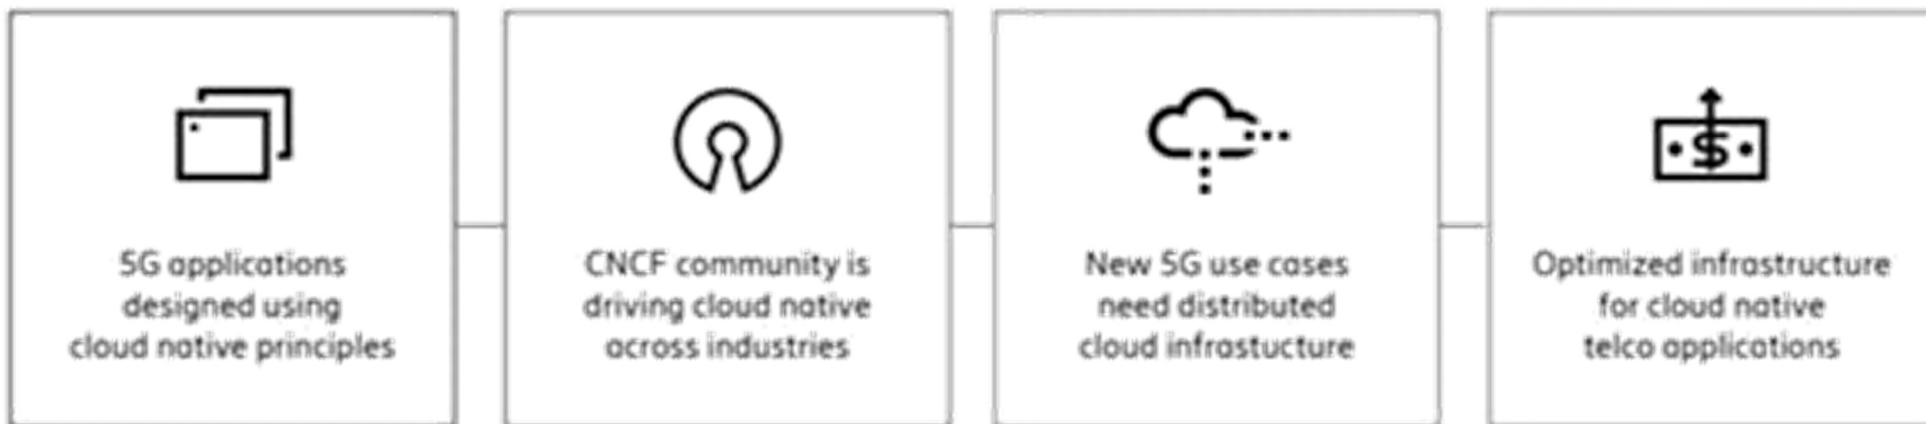 5G applications
designed using
cloud native principles
CNCF community is
driving cloud native
across industries
New 5G use cases
need distributed
cloud infrastucture
$
Optimized infrastructure
for cloud native
telco applications